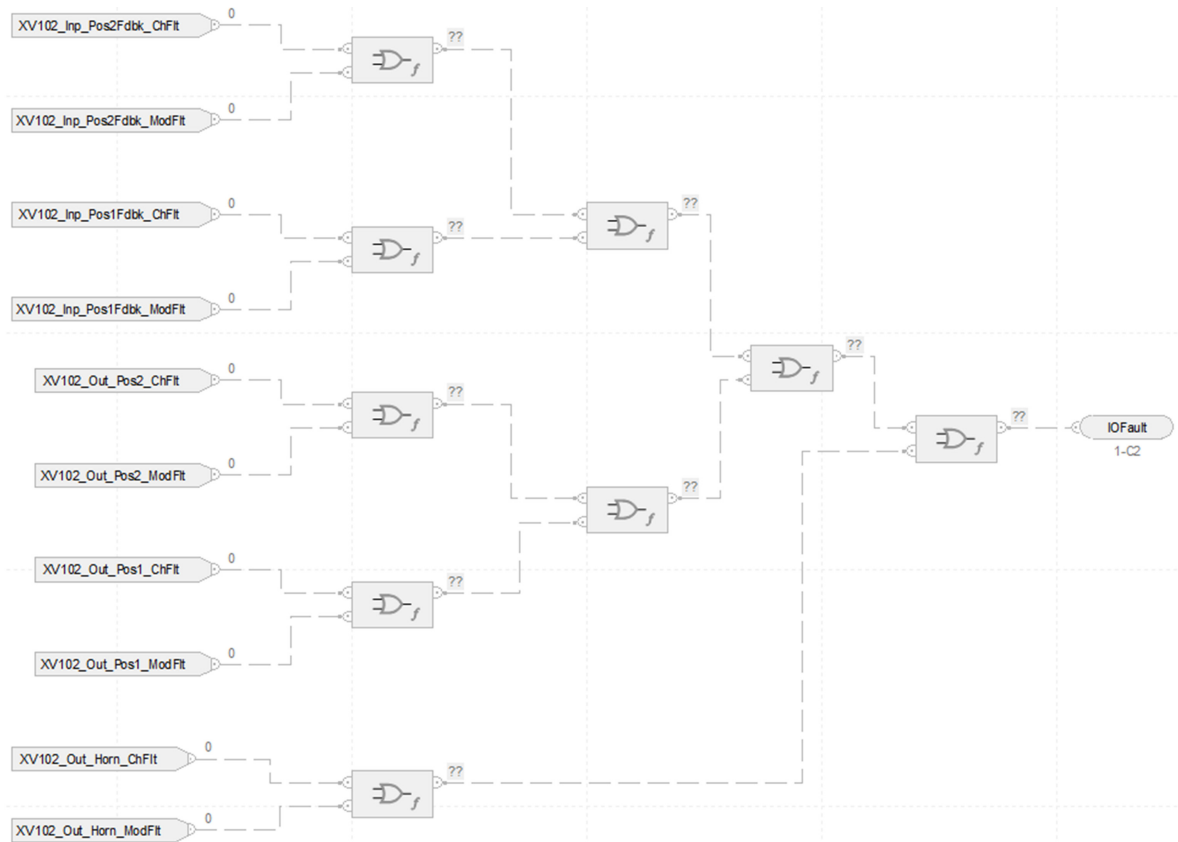 XV102_Inp_Pos2Fdbk_ChFlt
0
??
XV102_Inp_Pos2Fdbk_ModFlt
0
XV102_Inp_Pos1Fdbk_ChFlt
0
??
??
XV102_Inp_Pos1Fdbk_ModFlt
0
XV102_Out_Pos2_ChFlt
0
??
??
XV102_Out_Pos2_ModFlt
0
??
??
IOFault
1-C2
XV102_Out_Pos1_ChFlt
0
??
XV102_Out_Pos1_ModFlt
0
XV102_Out_Horn_ChFlt
0
??
XV102_Out_Horn_ModFlt
0